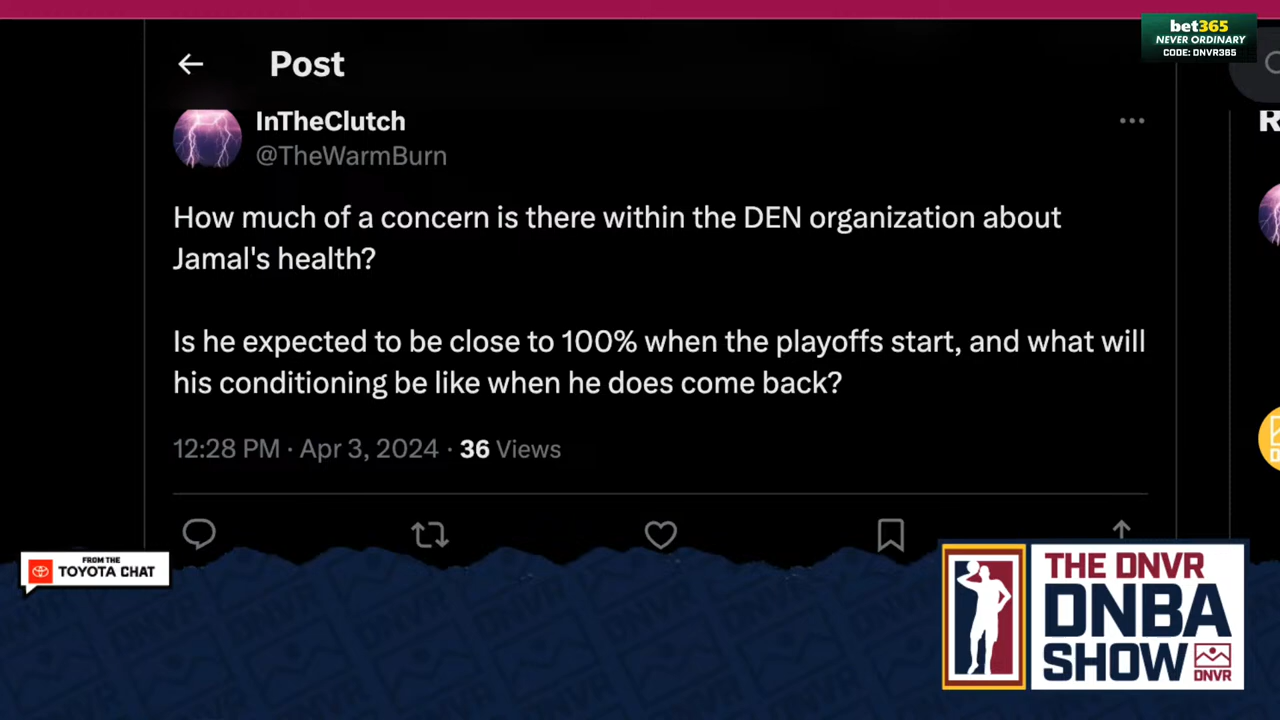 bet365
NEVER ORDINARY
CODE: DNVR365
Post
InTheClutch
@TheWarmBurn
How much of a concern is there within the DEN organization about
Jamal's health?
Is he expected to be close to 100% when the playoffs start, and what will
his conditioning be like when he does come back?
12:28 PM · Apr 3, 2024 · 36 Views
FROM THE
TOYOTA CHAT
THE DNVR
DNBA
SHOW
DNVR